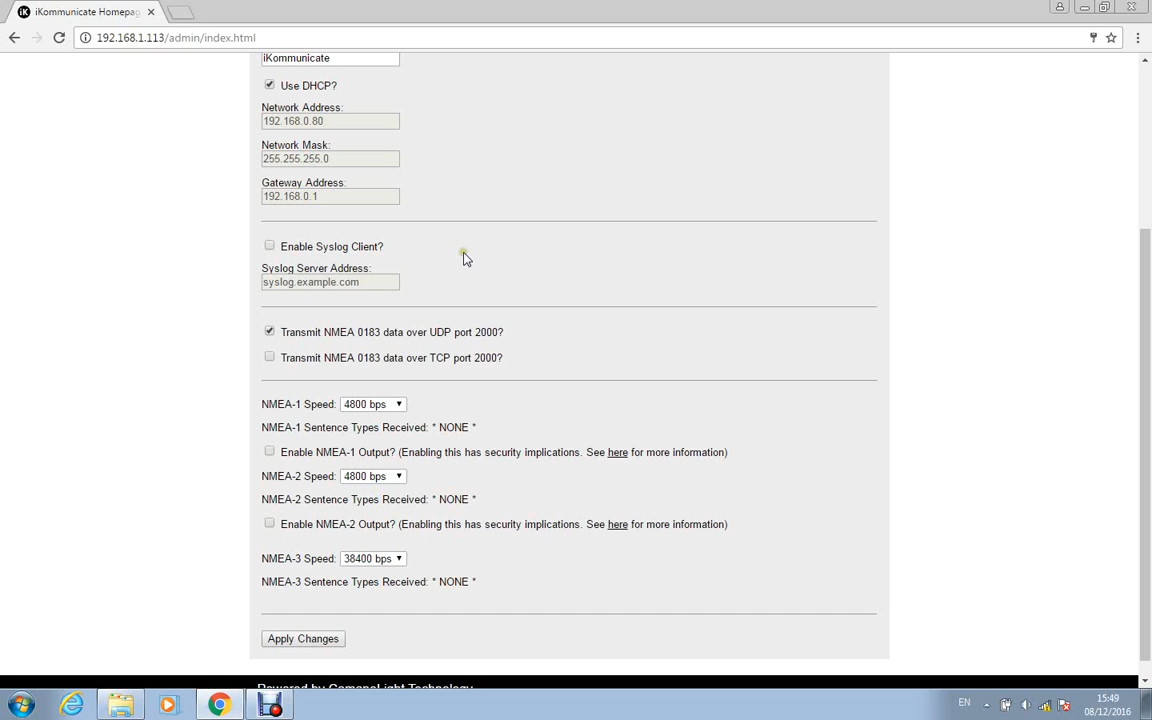 iK iKommunicate Homepag
192.168.1.113/admin/index.html
iKommunicate
Use DHCP?
Network Address:
192.168.0.80
Network Mask:
255.255.255.0
Gateway Address:
192.168.0.1
Enable Syslog Client?
Syslog Server Address:
syslog.example.com
Transmit NMEA 0183 data over UDP port 2000?
Transmit NMEA 0183 data over TCP port 2000?
NMEA-1 Speed: 4800 bps
NMEA-1 Sentence Types Received: * NONE *
Enable NMEA-1 Output? (Enabling this has security implications. See here for more information)
NMEA-2 Speed: 4800 bps
NMEA-2 Sentence Types Received: * NONE *
Enable NMEA-2 Output? (Enabling this has security implications. See here for more information)
NMEA-3 Speed: 38400 bps
NMEA-3 Sentence Types Received: * NONE *
Apply Changes
Powered by GomapLight Technology
EN
15:49
08/12/2016